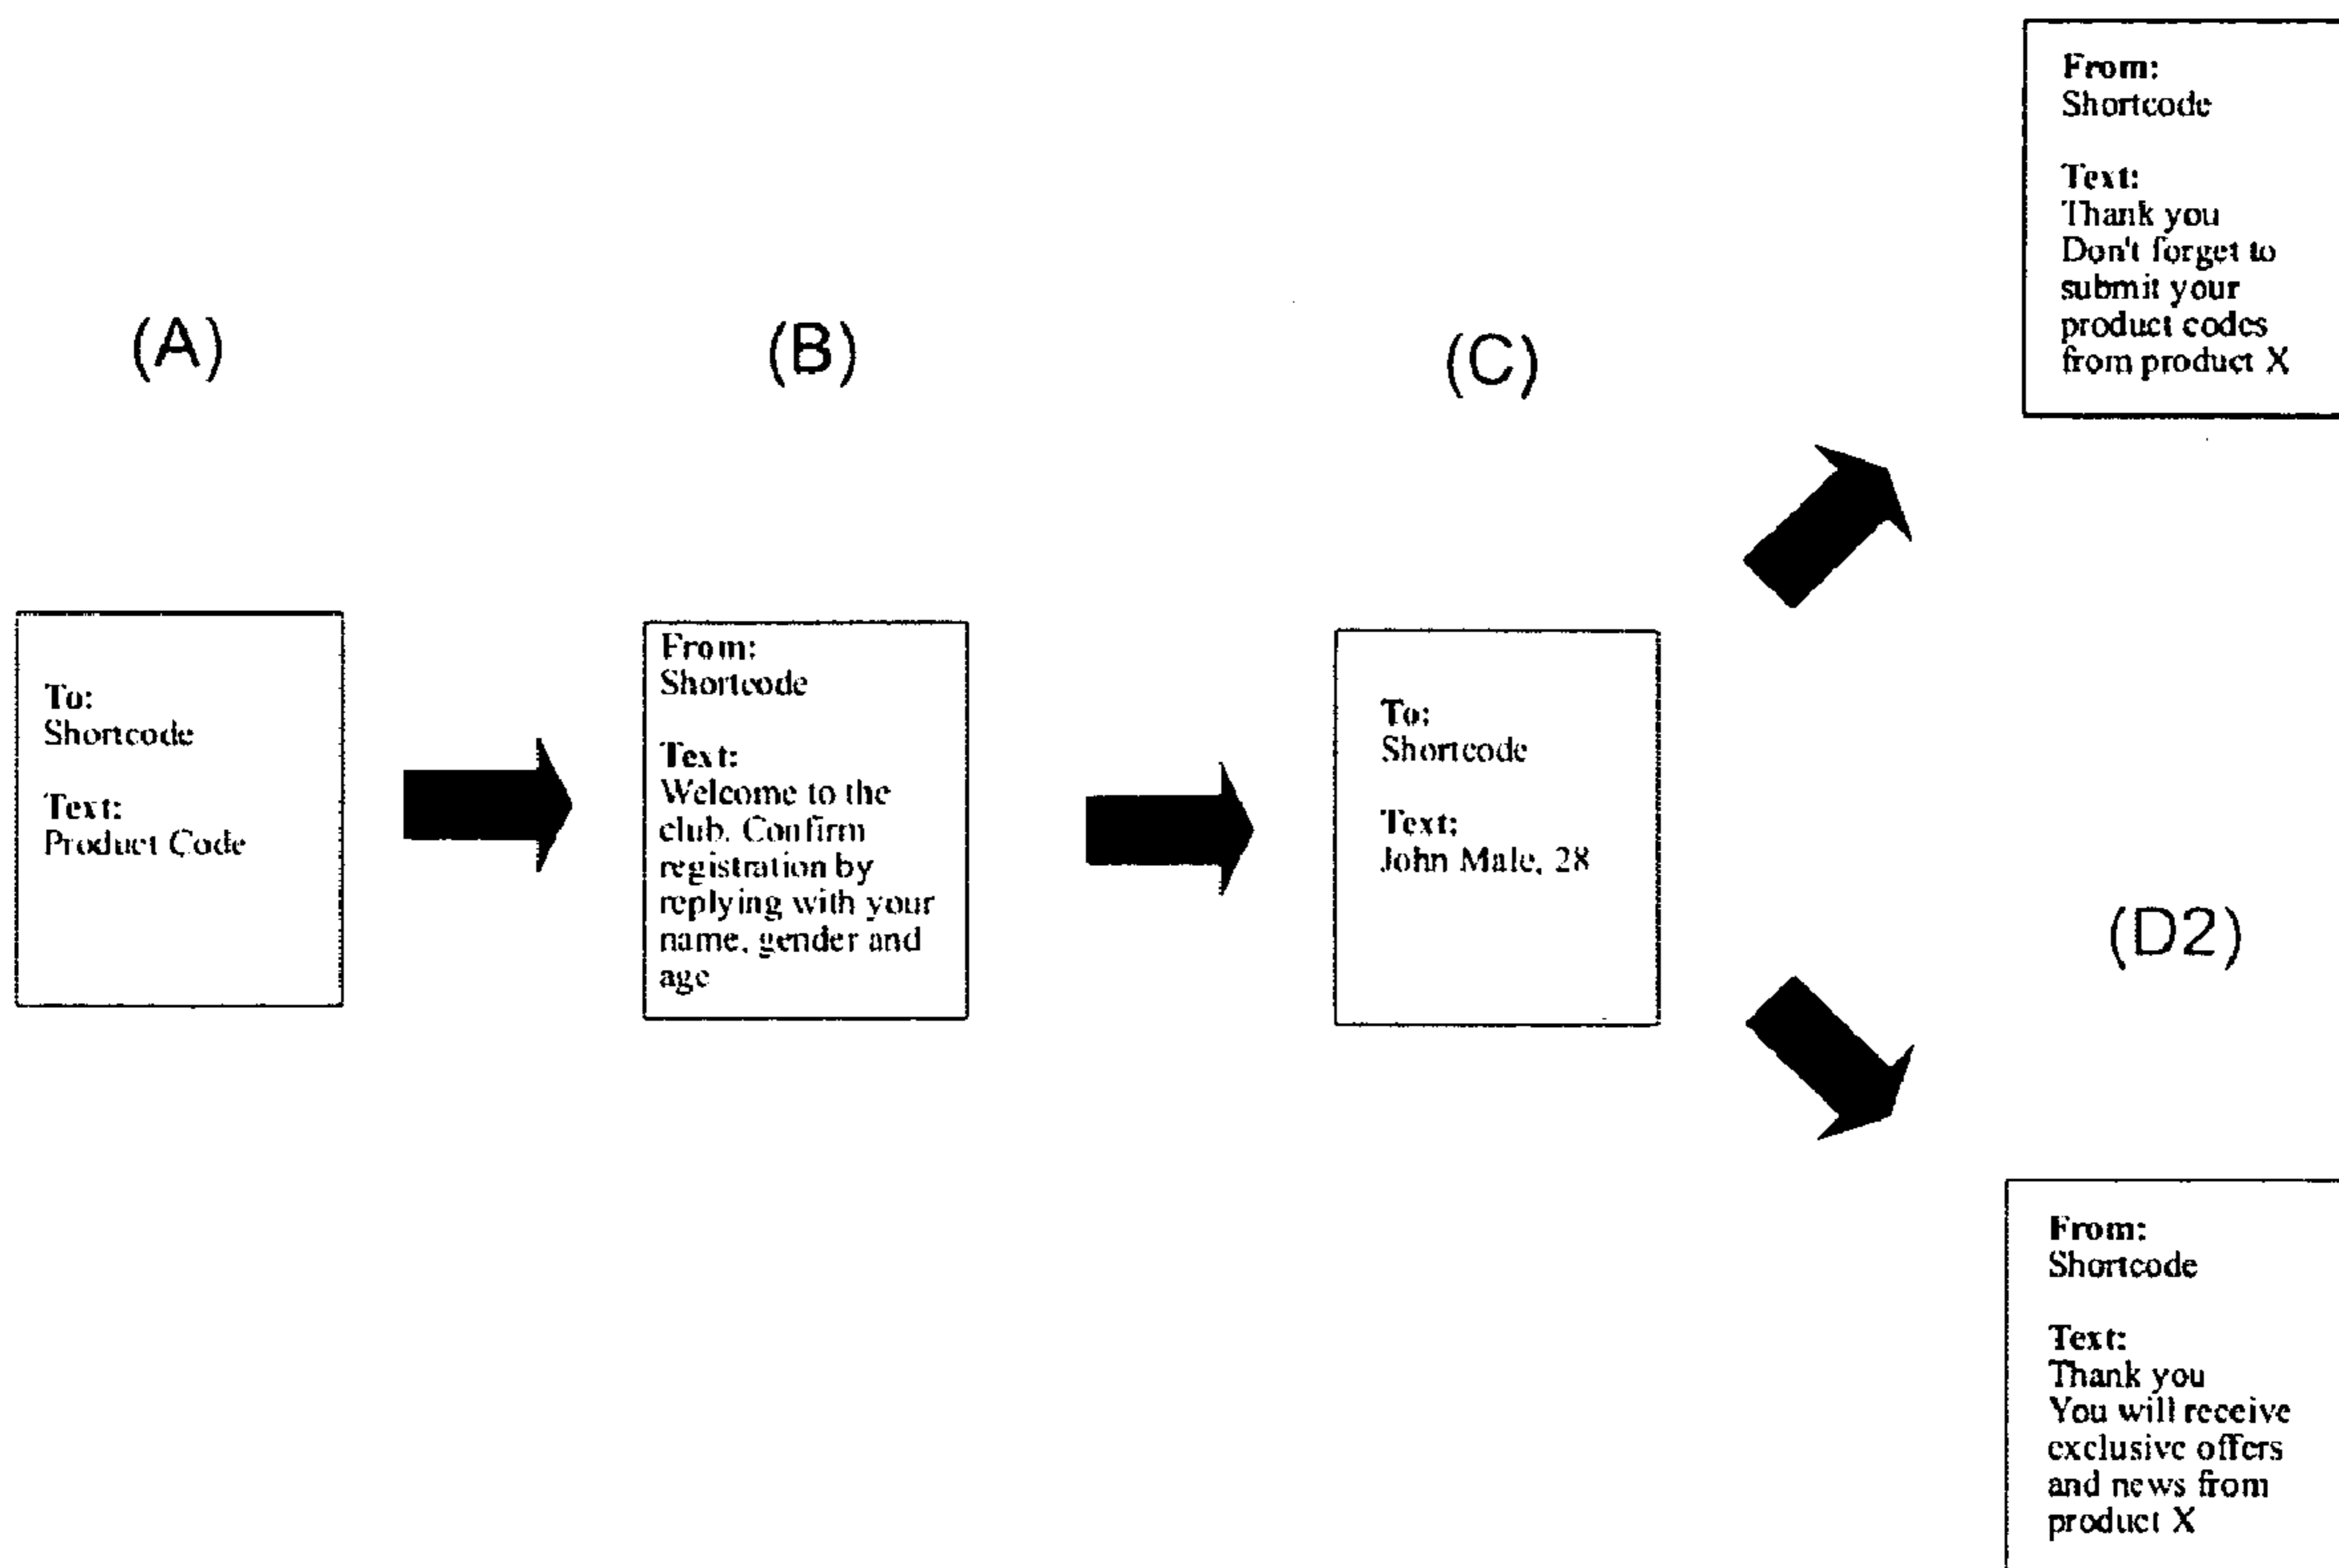 (A)
To:
Shortcode
Text:
Product Code
(B)
From:
Shortcode
Text:
Welcome to the
club. Confirm
registration by
replying with your
name, gender and
age
(C)
To:
Shortcode
Text:
John Male, 28
From:
Shortcode
Text:
Thank you
Don't forget to
submit your
product codes
from product X
(D2)
From:
Shortcode
Text:
Thank you
You will receive
exclusive offers
and news from
product X